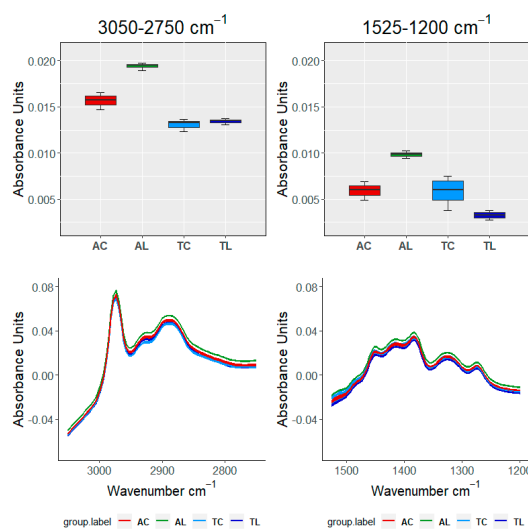 3050-2750 cm⁻¹
Absorbance Units
0.020
0.015
0.010
0.005
AC AL TC TL
1525-1200 cm⁻¹
Absorbance Units
0.020
0.015
0.010
0.005
AC AL TC TL
Absorbance Units
0.08
0.04
0.00
-0.04
3000 2900 2800
Wavenumber cm⁻¹
group.label AC AL TC TL
Absorbance Units
0.08
0.04
0.00
-0.04
1500 1400 1300 1200
Wavenumber cm⁻¹
group.label AC AL TC TL